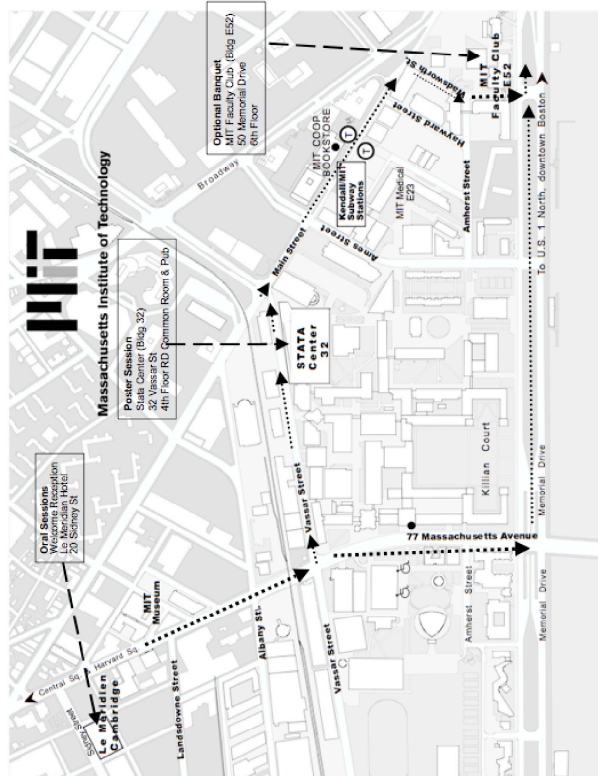 MIT
Massachusetts Institute of Technology
Oral Sessions
Welcome Reception
Le Meridian Hotel
20 Sidney St
Poster Session
Stata Center (Bldg 32)
32 Vassar St
4th Floor RD Common Room & Pub
Optional Banquet
MIT Faculty Club (Bldg E52)
50 Memorial Drive
6th Floor
Central Sq. & Harvard Sq.
Sidney Street
Le Meridien
Cambridge
MIT
Museum
Landsdowne Street
Albany St.
Vassar Street
Vassar Street
STATA
Center
32
Main Street
Broadway
MIT COOP
BOOKSTORE
T
T
Kendall/MIT
Subway
Stations
Ames Street
MIT Medical
E23
Hayward Street
Wadsworth St.
Amherst Street
MIT
Faculty Club
E52
77 Massachusetts Avenue
Killian Court
Amherst Street
Memorial Drive
Memorial Drive
To U.S. 1 North, downtown Boston